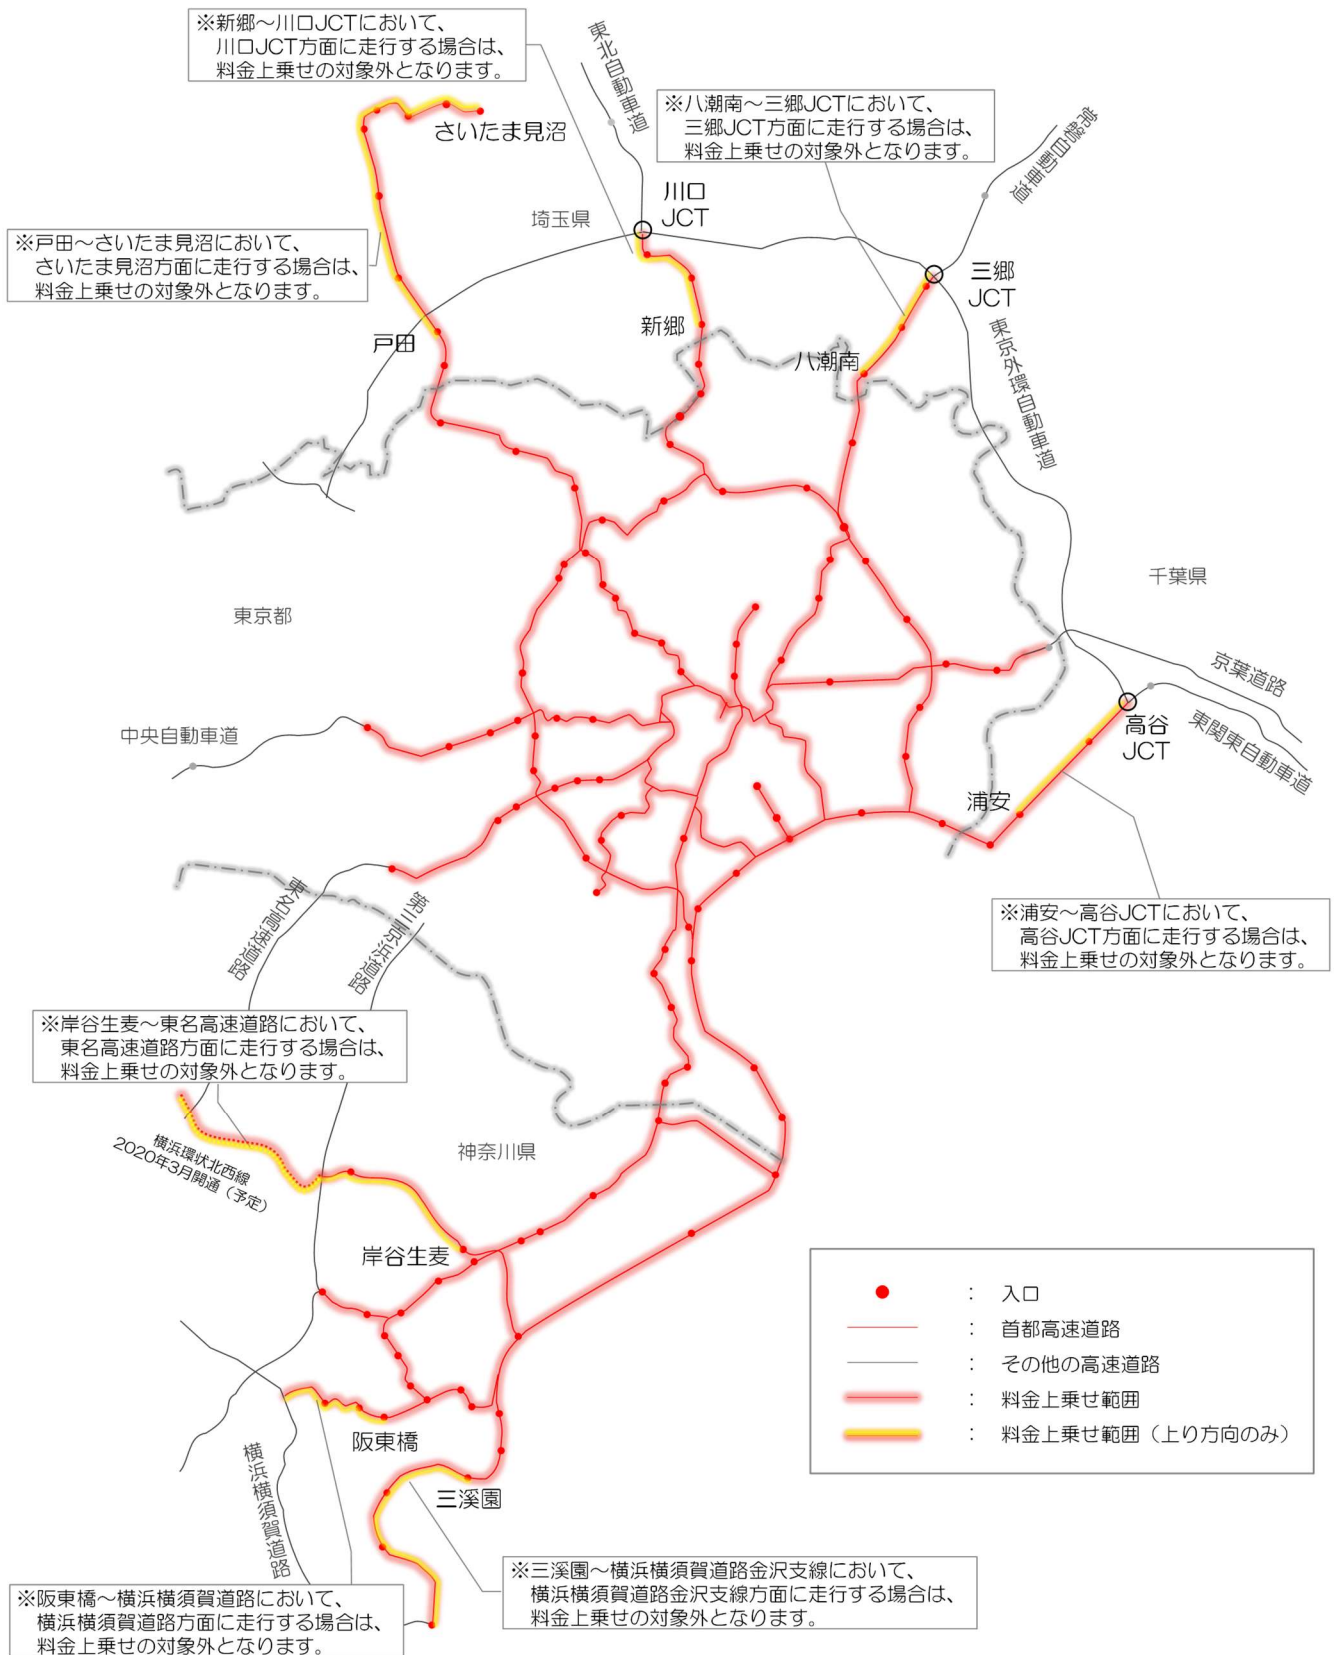 ※新郷～川口JCTにおいて、
川口JCT方面に走行する場合は、
料金上乗せの対象外となります。
東北自動車道
※八潮南～三郷JCTにおいて、
三郷JCT方面に走行する場合は、
料金上乗せの対象外となります。
常磐自動車道
さいたま見沼
川口
JCT
埼玉県
※戸田～さいたま見沼において、
さいたま見沼方面に走行する場合は、
料金上乗せの対象外となります。
三郷
JCT
新郷
戸田
八潮南
東京外環自動車道
千葉県
東京都
京葉道路
中央自動車道
高谷
JCT
東関東自動車道
浦安
東名高速道路
第三京浜道路
※浦安～高谷JCTにおいて、
高谷JCT方面に走行する場合は、
料金上乗せの対象外となります。
※岸谷生麦～東名高速道路において、
東名高速道路方面に走行する場合は、
料金上乗せの対象外となります。
横浜環状北西線
2020年3月開通（予定）
神奈川県
岸谷生麦
：　入口
：　首都高速道路
：　その他の高速道路
：　料金上乗せ範囲
：　料金上乗せ範囲（上り方向のみ）
阪東橋
横浜横須賀道路
三溪園
※三溪園～横浜横須賀道路金沢支線において、
横浜横須賀道路金沢支線方面に走行する場合は、
料金上乗せの対象外となります。
※阪東橋～横浜横須賀道路において、
横浜横須賀道路方面に走行する場合は、
料金上乗せの対象外となります。